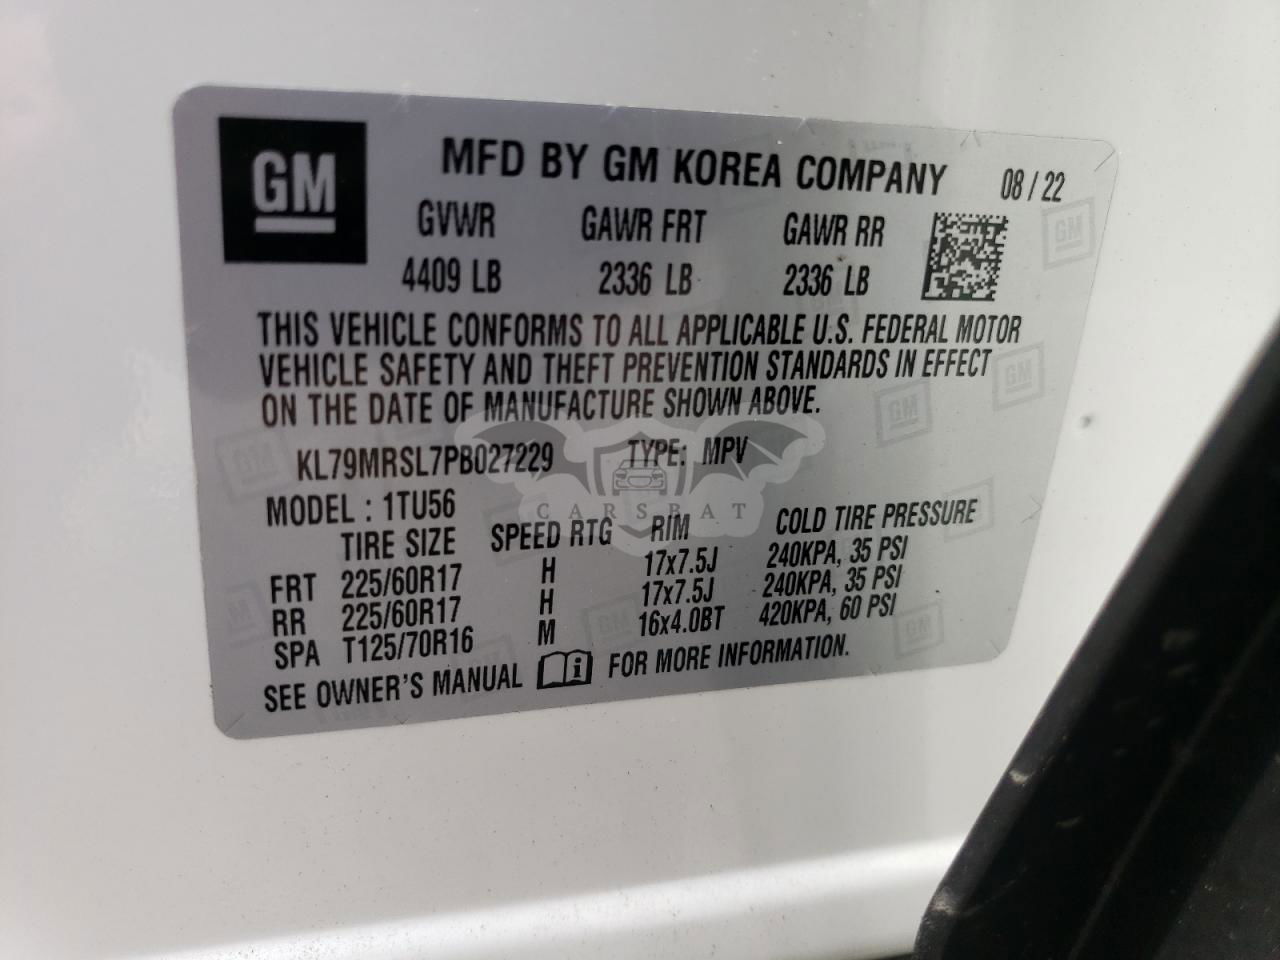 GM
MFD BY GM KOREA COMPANY 08 / 22
GVWR GAWR FRT GAWR RR
4409 LB 2336 LB 2336 LB
THIS VEHICLE CONFORMS TO ALL APPLICABLE U.S. FEDERAL MOTOR
VEHICLE SAFETY AND THEFT PREVENTION STANDARDS IN EFFECT
ON THE DATE OF MANUFACTURE SHOWN ABOVE.
KL79MRSL7PB027229 TYPE: MPV
CARSBAT
MODEL : 1TU56
TIRE SIZE SPEED RTG RIM COLD TIRE PRESSURE
FRT 225/60R17 H 17x7.5J 240KPA, 35 PSI
RR 225/60R17 H 17x7.5J 240KPA, 35 PSI
SPA T125/70R16 M 16x4.0BT 420KPA, 60 PSI
SEE OWNER'S MANUAL i FOR MORE INFORMATION.